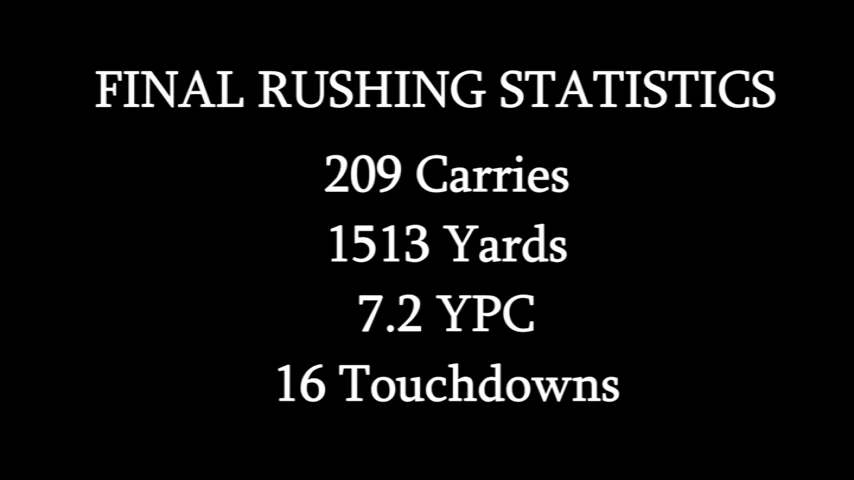 FINAL RUSHING STATISTICS
209 Carries
1513 Yards
7.2 YPC
16 Touchdowns